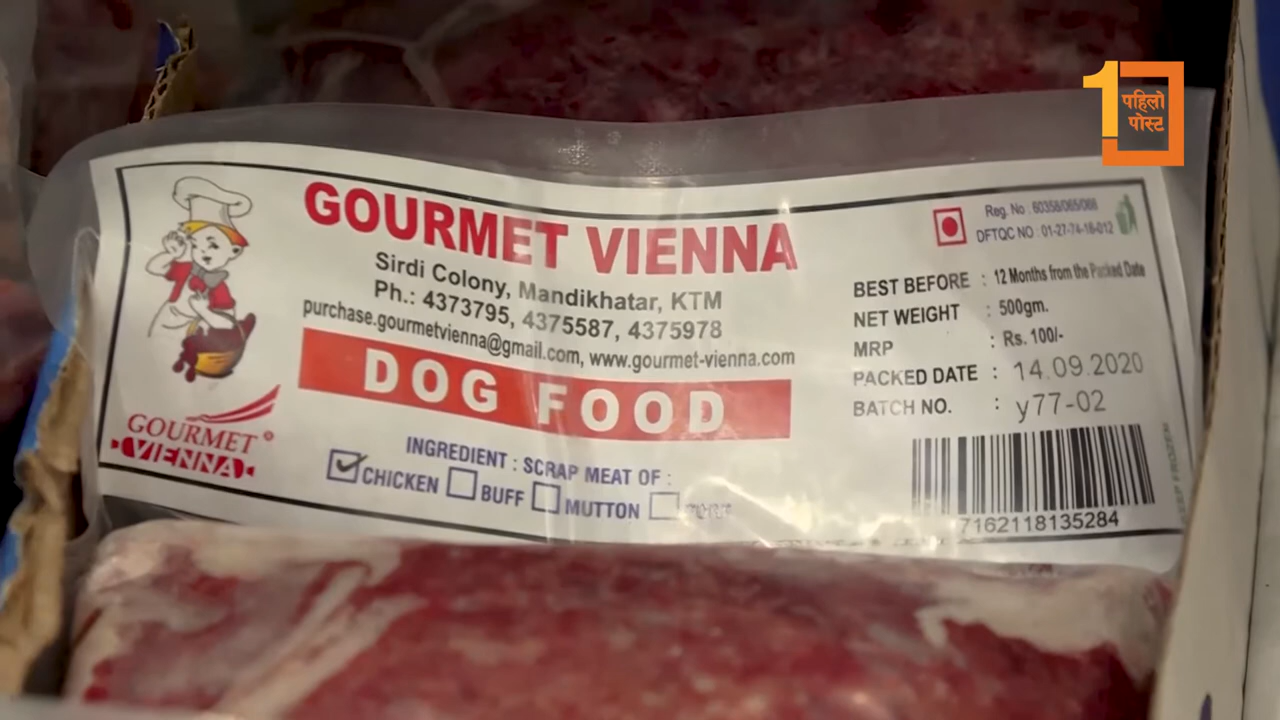 पहिलो
पोस्ट
GOURMET VIENNA
Sirdi Colony, Mandikhatar, KTM
Ph.: 4373795, 4375587, 4375978
purchase.gourmetvienna@gmail.com, www.gourmet-vienna.com
DOG FOOD
INGREDIENT : SCRAP MEAT OF :
CHICKEN BUFF MUTTON
GOURMET
VIENNA
Reg. No : 60358/065/066
DFTQC NO : 01-27-74-18-012
BEST BEFORE : 12 Months from the Packed Date
NET WEIGHT : 500gm.
MRP : Rs. 100/-
PACKED DATE : 14.09.2020
BATCH NO. : y77-02
7162118135284